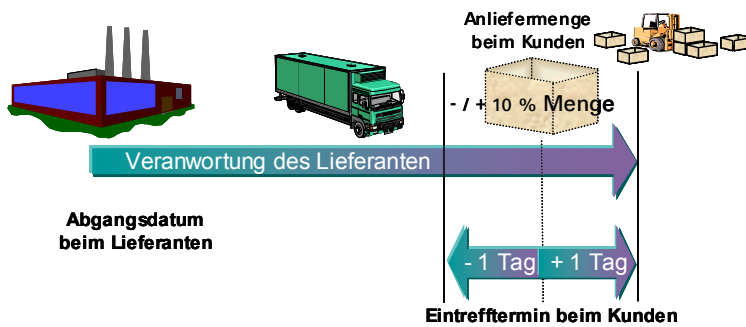 Anliefermenge
beim Kunden
- / + 10 % Menge
Veranwortung des Lieferanten
Abgangsdatum
beim Lieferanten
- 1 Tag
+ 1 Tag
Eintrefftermin beim Kunden